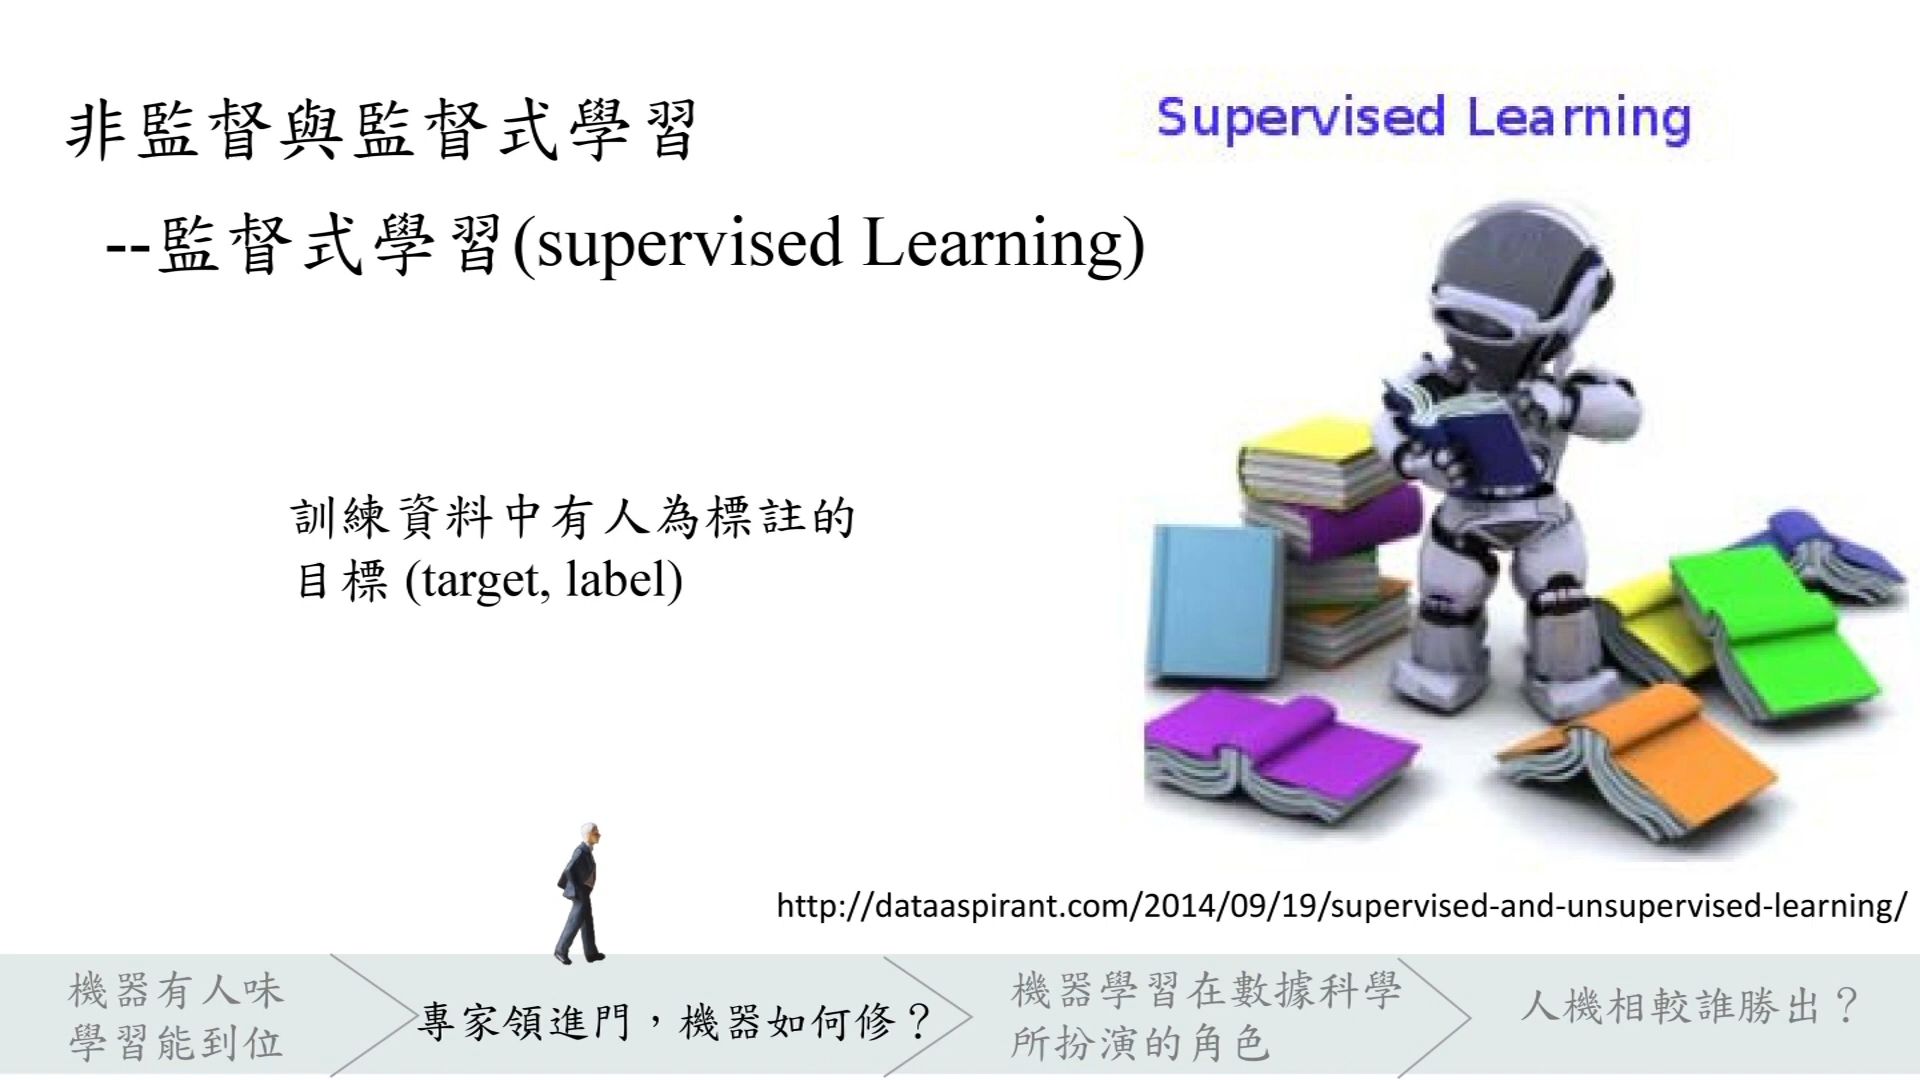 非監督與監督式學習
Supervised Learning
--監督式學習(supervised Learning)
訓練資料中有人為標註的
目標 (target, label)
http://dataaspirant.com/2014/09/19/supervised-and-unsupervised-learning/
機器有人味
學習能到位
專家領進門，機器如何修？
機器學習在數據科學
所扮演的角色
人機相較誰勝出？